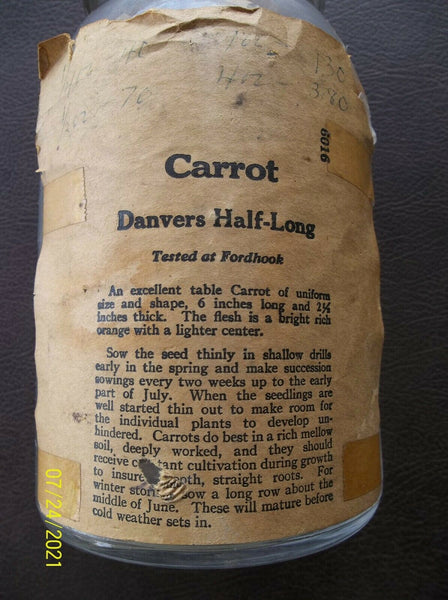 70
4oz
130
380
6016
Carrot
Danvers Half-Long
Tested at Fordhook
An excellent table Carrot of uniform
size and shape, 6 inches long and 2½
inches thick. The flesh is a bright rich
orange with a lighter center.
Sow the seed thinly in shallow drills
early in the spring and make succession
sowings every two weeks up to the early
part of July. When the seedlings are
well started thin out to make room for
the individual plants to develop un-
hindered. Carrots do best in a rich mellow
soil, deeply worked, and they should
receive cultivation during growth
to insure straight roots. For
winter a long row about the
middle of June. These will mature before
cold weather sets in.
07/24/2021